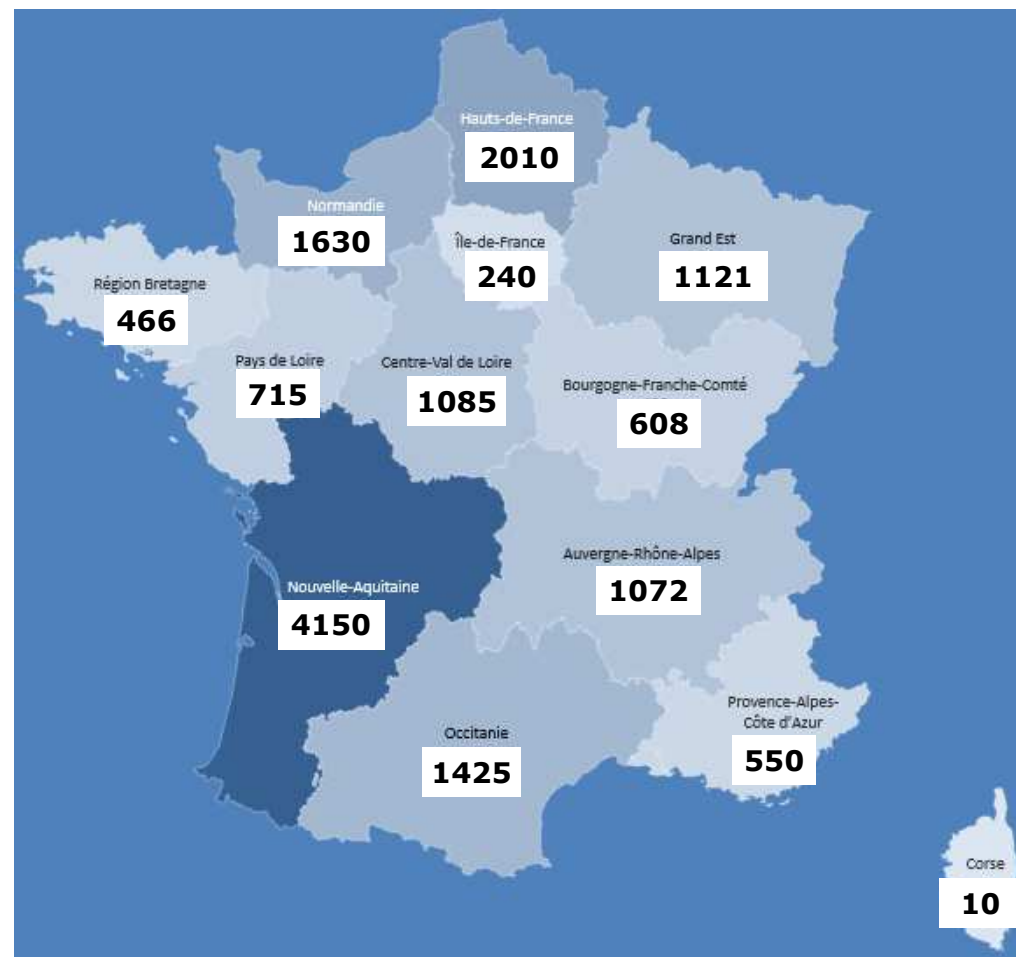 Hauts-de-France
2010
Normandie
1630
Île-de-France
240
Grand Est
1121
Région Bretagne
466
Pays de Loire
715
Centre-Val de Loire
1085
Bourgogne-Franche-Comté
608
Auvergne-Rhône-Alpes
1072
Nouvelle-Aquitaine
4150
Provence-Alpes-
Côte d'Azur
550
Occitanie
1425
Corse
10